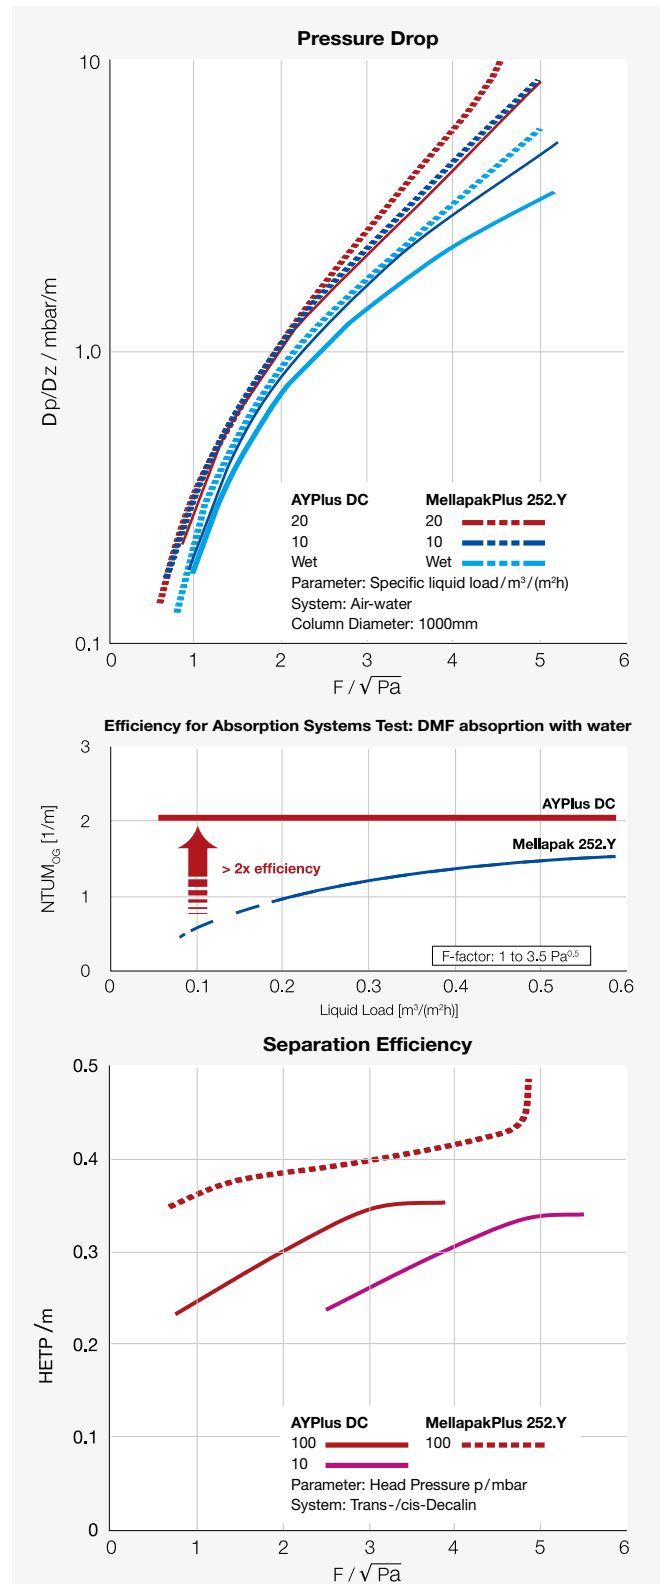 Pressure Drop
10
1.0
0.1
Dp/Dz / mbar/m
AYPlus DC MellapakPlus 252.Y
20 20
10 10
Wet Wet
Parameter: Specific liquid load/m³/(m²h)
System: Air-water
Column Diameter: 1000mm
0 1 2 3 4 5 6
F / √Pa
Efficiency for Absorption Systems Test: DMF absoprtion with water
3
2
1
0
NTUM_OG [1/m]
AYPlus DC
Mellapak 252.Y
> 2x efficiency
F-factor: 1 to 3.5 Pa⁰·⁵
0 0.1 0.2 0.3 0.4 0.5 0.6
Liquid Load [m³/(m²h)]
Separation Efficiency
0.5
0.4
0.3
0.2
0.1
0
HETP /m
AYPlus DC MellapakPlus 252.Y
100 100
10
Parameter: Head Pressure p/mbar
System: Trans-/cis-Decalin
0 1 2 3 4 5 6
F / √Pa